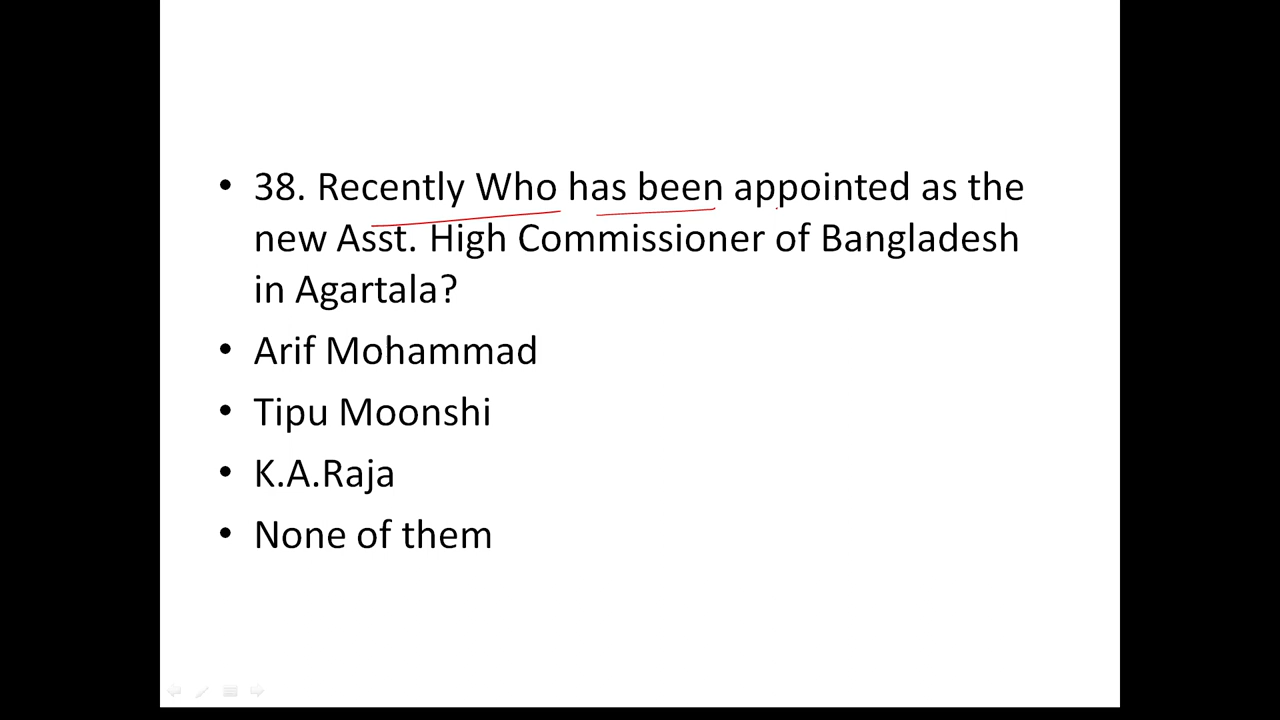 • 38. Recently Who has been appointed as the
new Asst. High Commissioner of Bangladesh
in Agartala?
• Arif Mohammad
• Tipu Moonshi
• K.A.Raja
• None of them